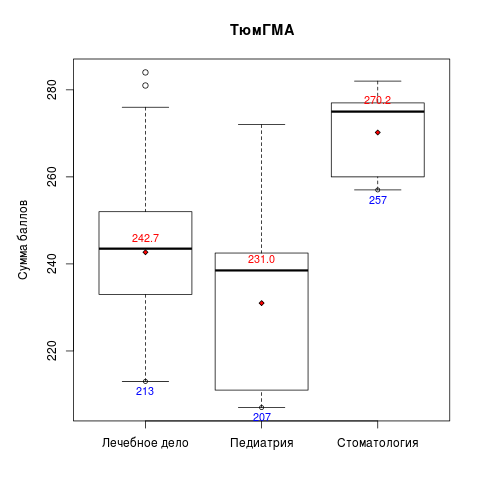 ТюмГМА
Сумма баллов
280
260
240
220
242.7
231.0
270.2
213
207
257
Лечебное дело
Педиатрия
Стоматология